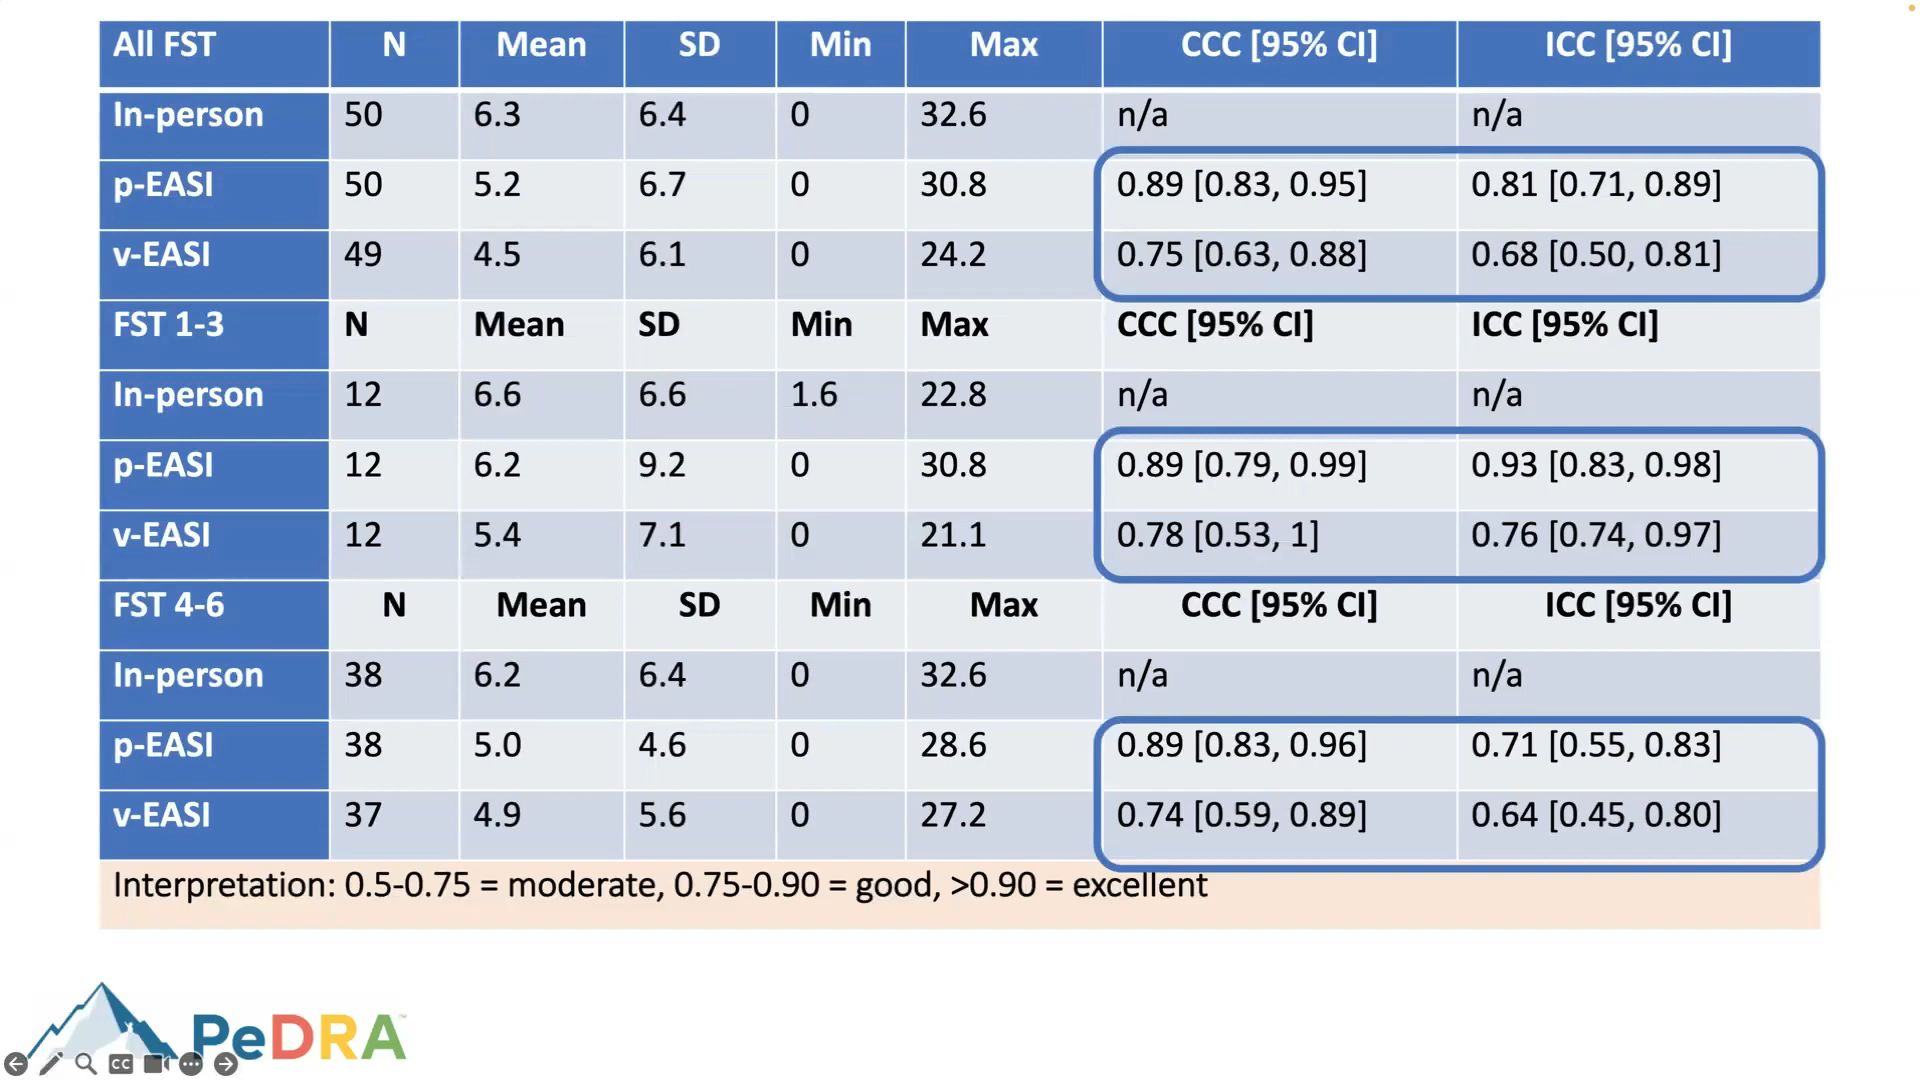 All FST N Mean SD Min Max CCC [95% CI] ICC [95% CI]
In-person 50 6.3 6.4 0 32.6 n/a n/a
p-EASI 50 5.2 6.7 0 30.8 0.89 [0.83, 0.95] 0.81 [0.71, 0.89]
v-EASI 49 4.5 6.1 0 24.2 0.75 [0.63, 0.88] 0.68 [0.50, 0.81]
FST 1-3 N Mean SD Min Max CCC [95% CI] ICC [95% CI]
In-person 12 6.6 6.6 1.6 22.8 n/a n/a
p-EASI 12 6.2 9.2 0 30.8 0.89 [0.79, 0.99] 0.93 [0.83, 0.98]
v-EASI 12 5.4 7.1 0 21.1 0.78 [0.53, 1] 0.76 [0.74, 0.97]
FST 4-6 N Mean SD Min Max CCC [95% CI] ICC [95% CI]
In-person 38 6.2 6.4 0 32.6 n/a n/a
p-EASI 38 5.0 4.6 0 28.6 0.89 [0.83, 0.96] 0.71 [0.55, 0.83]
v-EASI 37 4.9 5.6 0 27.2 0.74 [0.59, 0.89] 0.64 [0.45, 0.80]
Interpretation: 0.5-0.75 = moderate, 0.75-0.90 = good, >0.90 = excellent
PeDRA™
CC